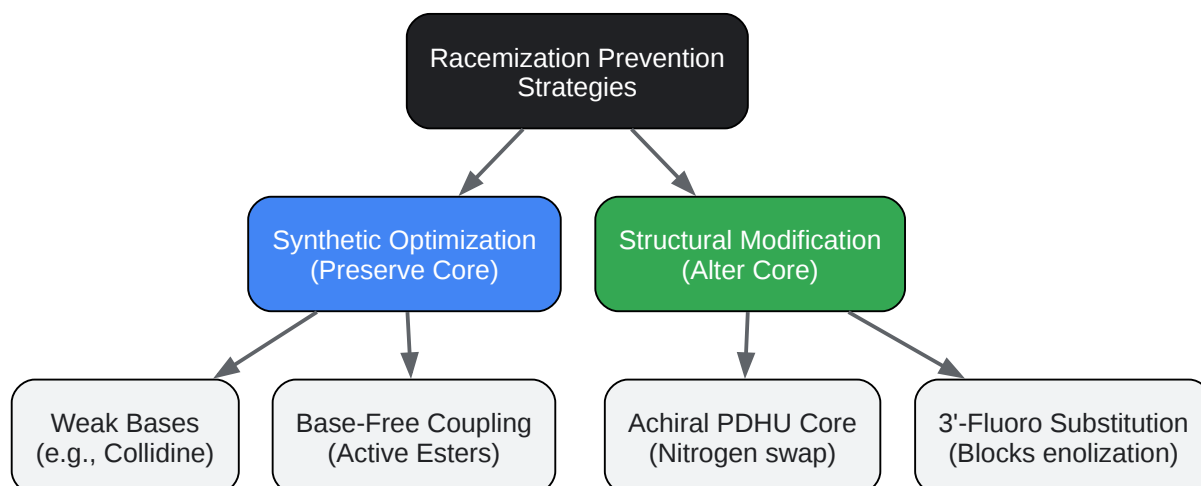 Racemization Prevention
Strategies
Synthetic Optimization
(Preserve Core)
Structural Modification
(Alter Core)
Weak Bases
(e.g., Collidine)
Base-Free Coupling
(Active Esters)
Achiral PDHU Core
(Nitrogen swap)
3'-Fluoro Substitution
(Blocks enolization)